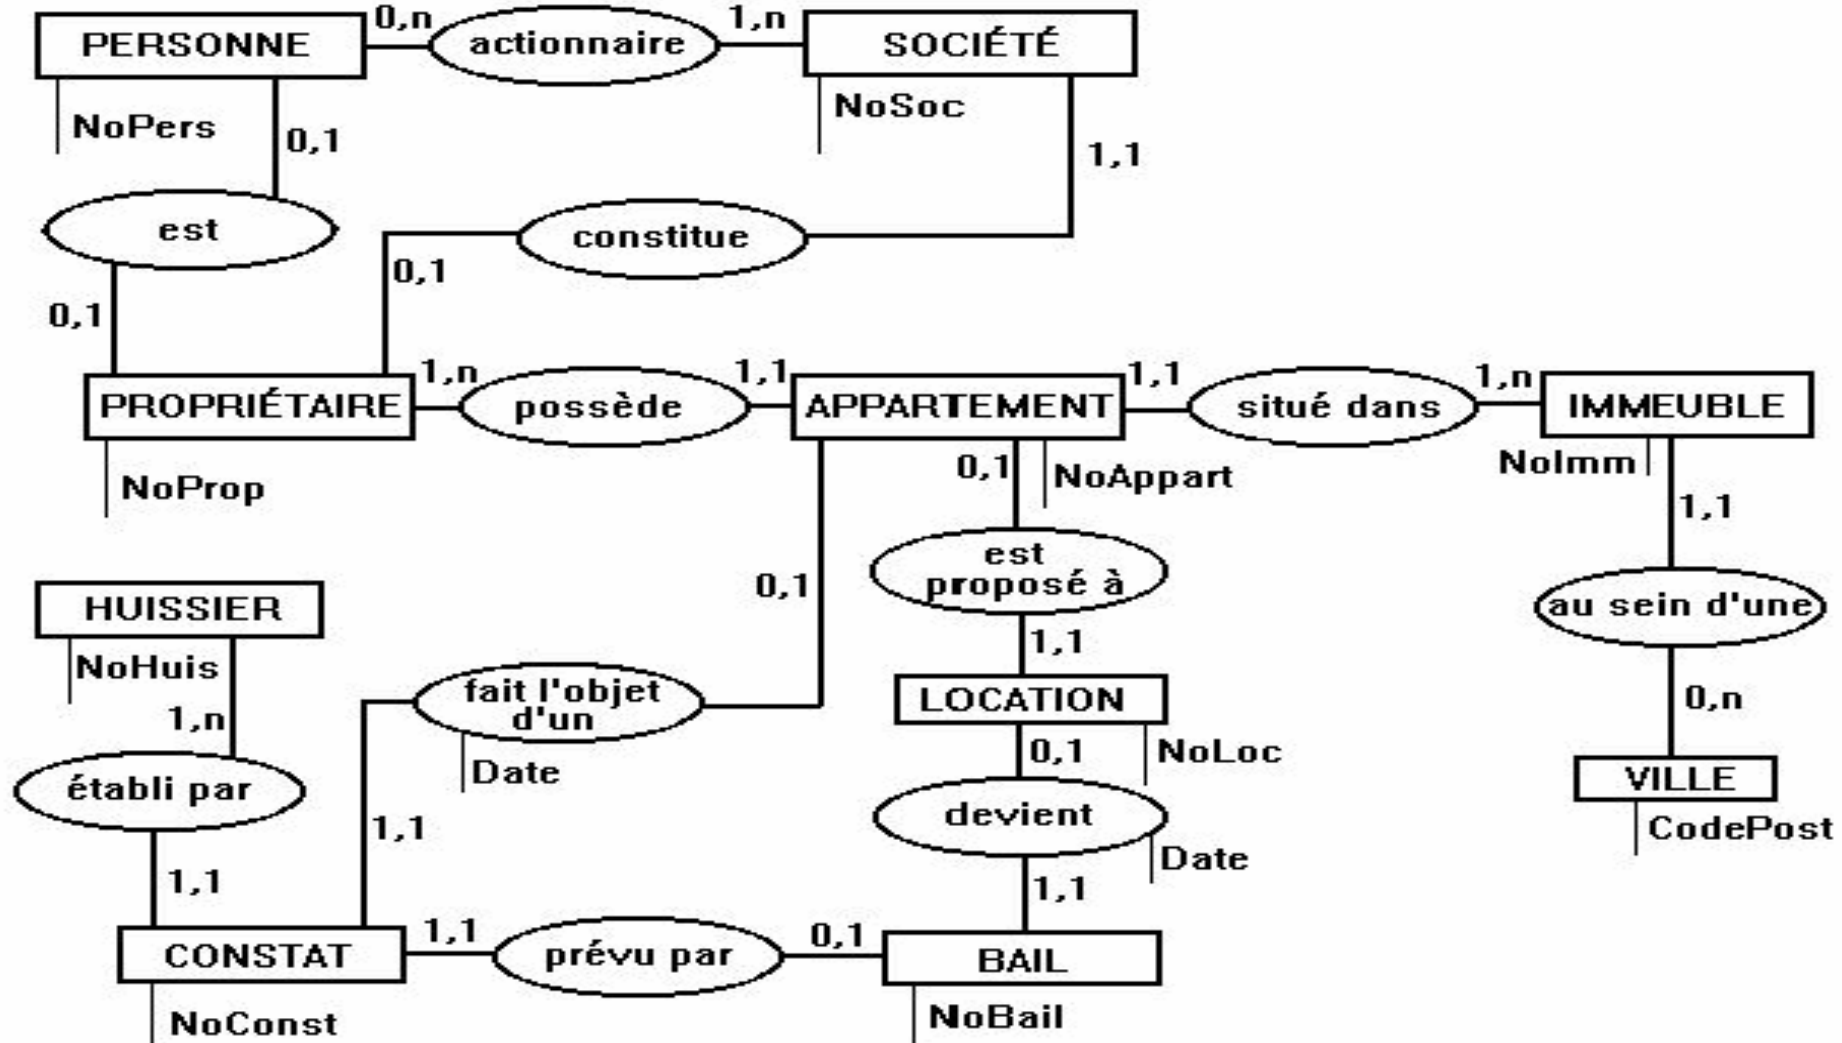 PERSONNE
0,n
actionnaire
1,n
SOCIÉTÉ
NoPers
0,1
NoSoc
1,1
est
constitue
0,1
0,1
PROPRIÉTAIRE
1,n
possède
1,1
APPARTEMENT
1,1
situé dans
1,n
IMMEUBLE
NoProp
0,1
NoAppart
NoImm
1,1
est
proposé à
0,1
HUISSIER
au sein d'une
NoHuis
1,1
1,n
fait l'objet
d'un
LOCATION
0,n
Date
0,1
NoLoc
VILLE
établi par
devient
CodePost
1,1
Date
1,1
1,1
CONSTAT
1,1
prévu par
0,1
BAIL
NoConst
NoBail